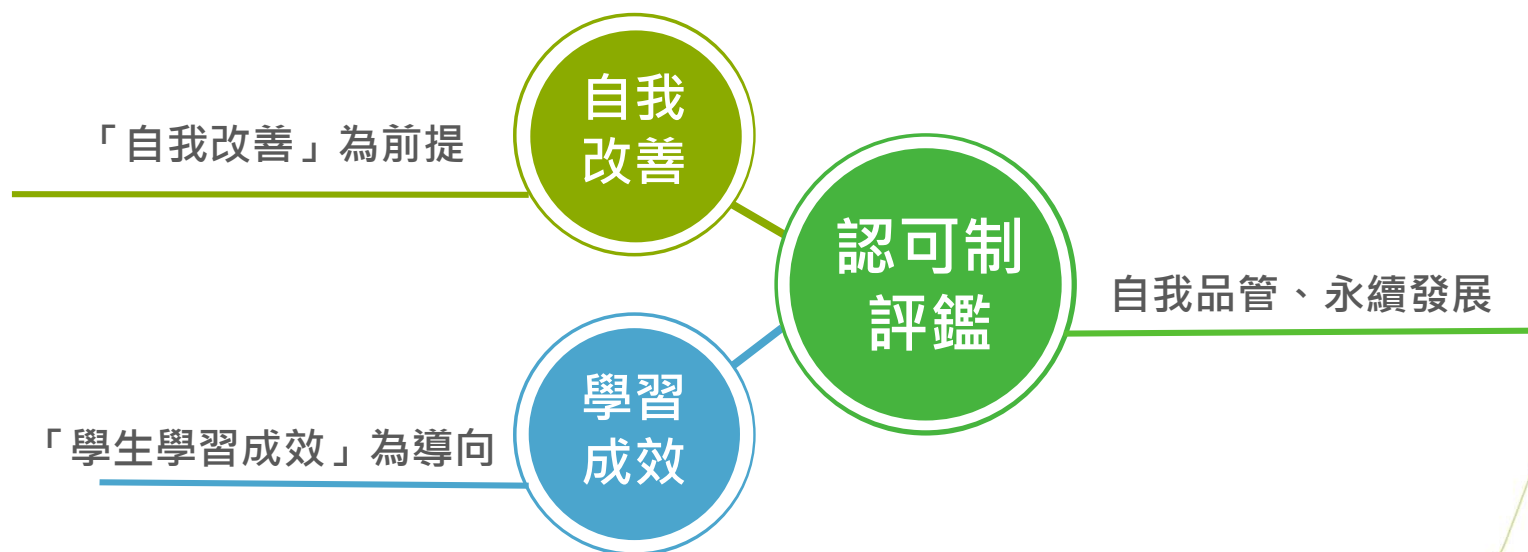 「自我改善」為前提
自我
改善
認可制
評鑑
自我品管、永續發展
學習
成效
「學生學習成效」為導向